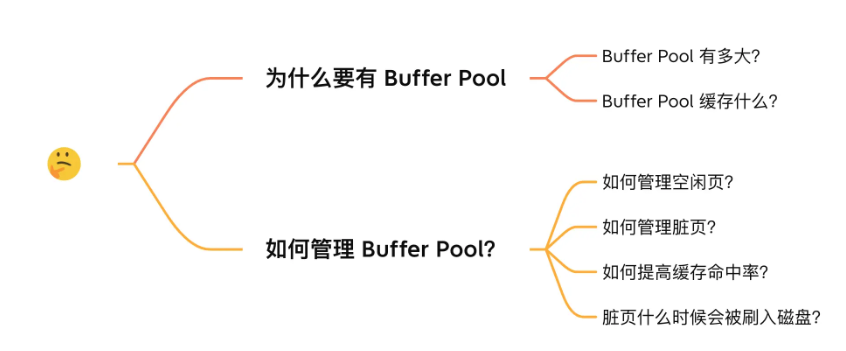 为什么要有 Buffer Pool
Buffer Pool 有多大?
Buffer Pool 缓存什么?
如何管理 Buffer Pool?
如何管理空闲页?
如何管理脏页?
如何提高缓存命中率?
脏页什么时候会被刷入磁盘?